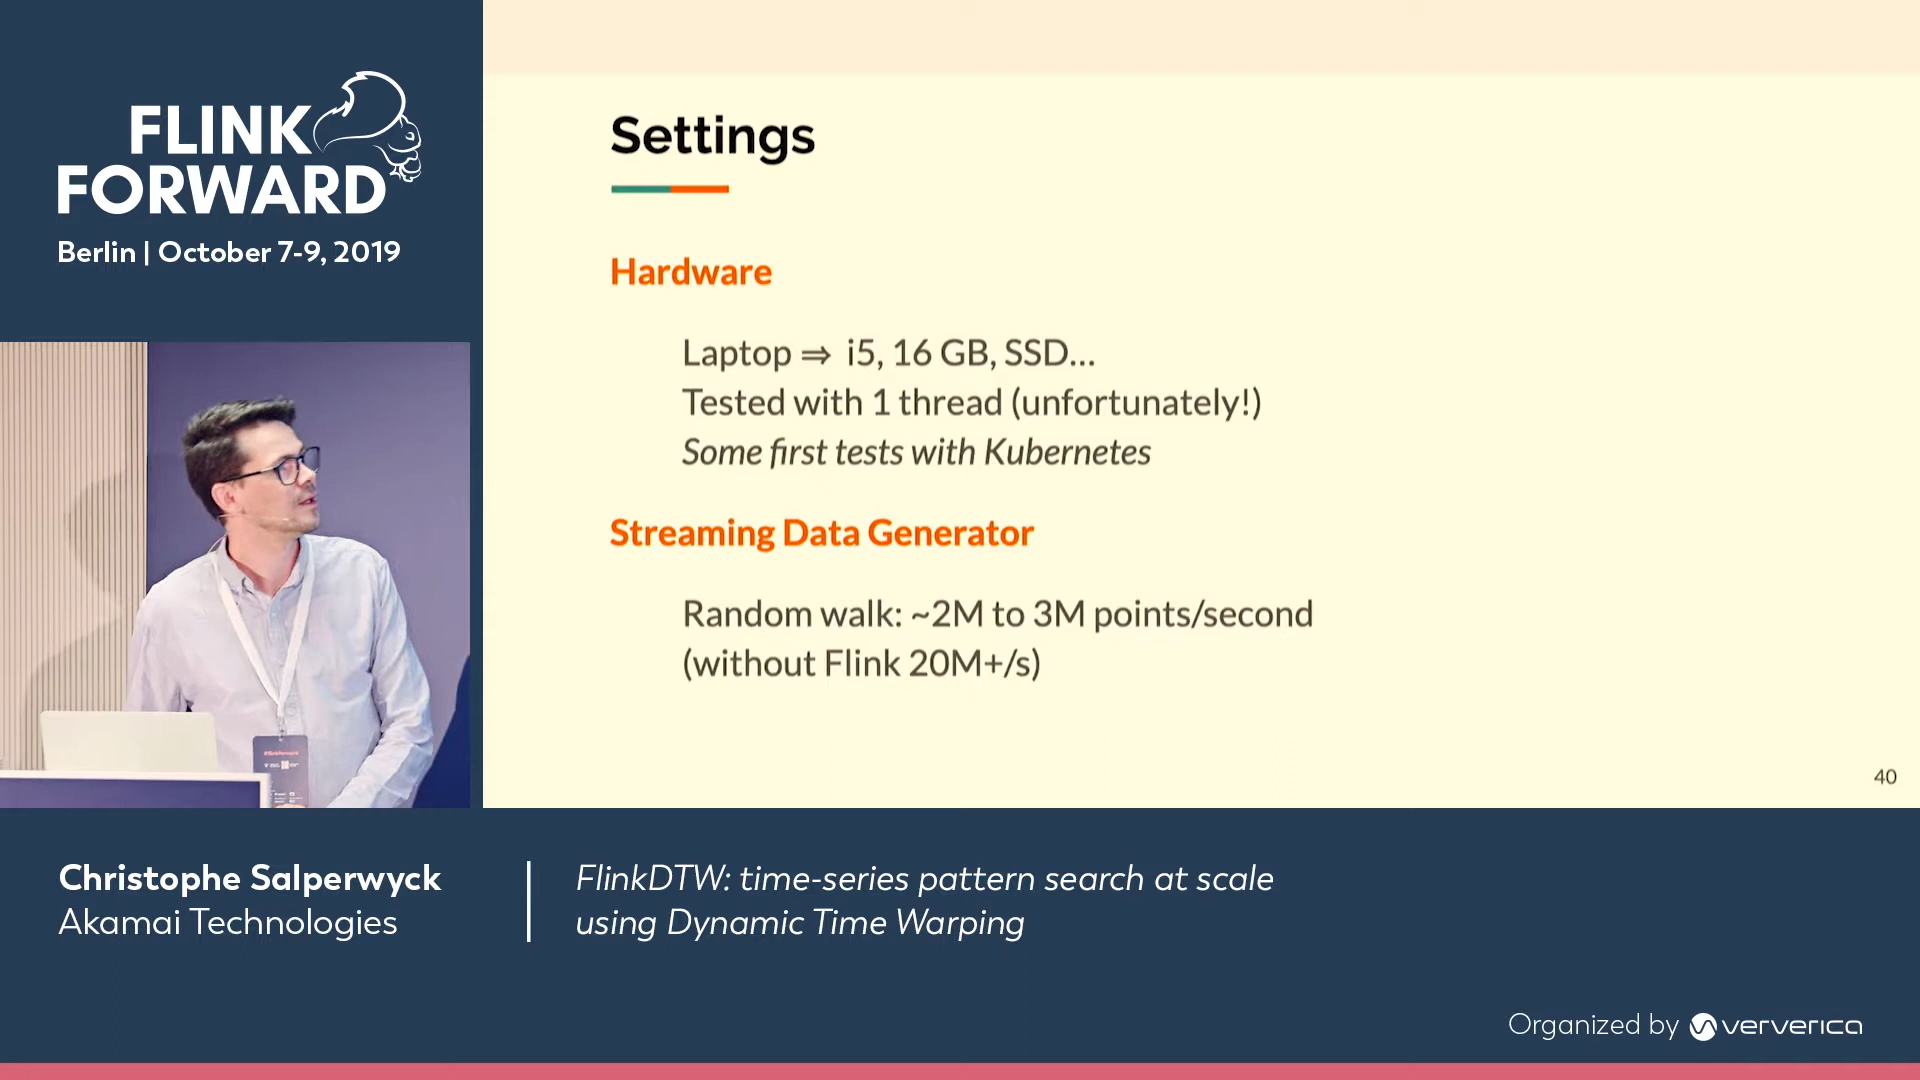 FLINK
FORWARD
Berlin | October 7-9, 2019
Settings
Hardware
Laptop ⇒ i5, 16 GB, SSD...
Tested with 1 thread (unfortunately!)
Some first tests with Kubernetes
Streaming Data Generator
Random walk: ~2M to 3M points/second
(without Flink 20M+/s)
40
Christophe Salperwyck
Akamai Technologies
FlinkDTW: time-series pattern search at scale
using Dynamic Time Warping
Organized by ververica